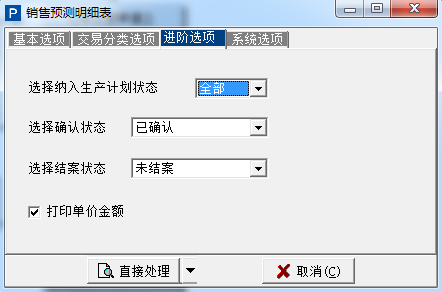 P 销售预测明细表
基本选项 交易分类选项 进阶选项 系统选项
选择纳入生产计划状态 全部
选择确认状态 已确认
选择结案状态 未结案
打印单价金额
直接处理 取消(C)